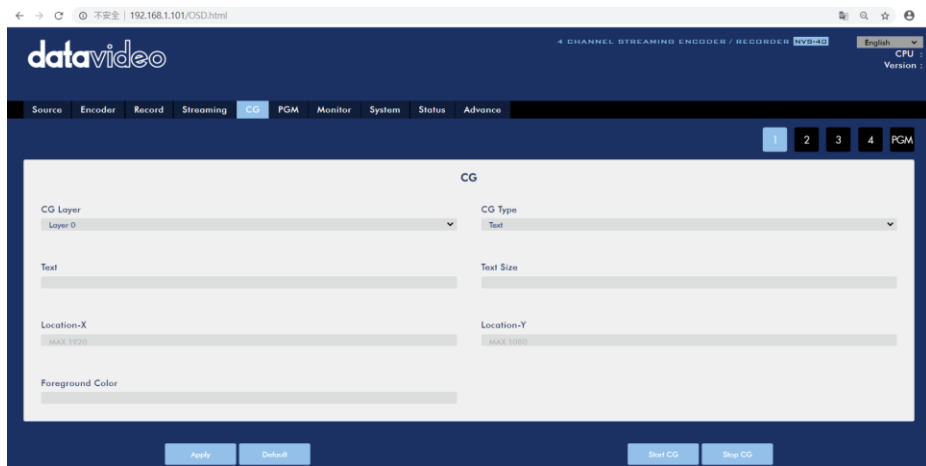 不安全 | 192.168.1.101/OSD.html
datavideo
4 CHANNEL STREAMING ENCODER / RECORDER NVS-40
English
CPU :
Version :
Source Encoder Record Streaming CG PGM Monitor System Status Advance
1 2 3 4 PGM
CG
CG Layer CG Type
Layer 0 Text
Text Text Size
Location-X Location-Y
MAX 1920 MAX 1080
Foreground Color
Apply Default Start CG Stop CG